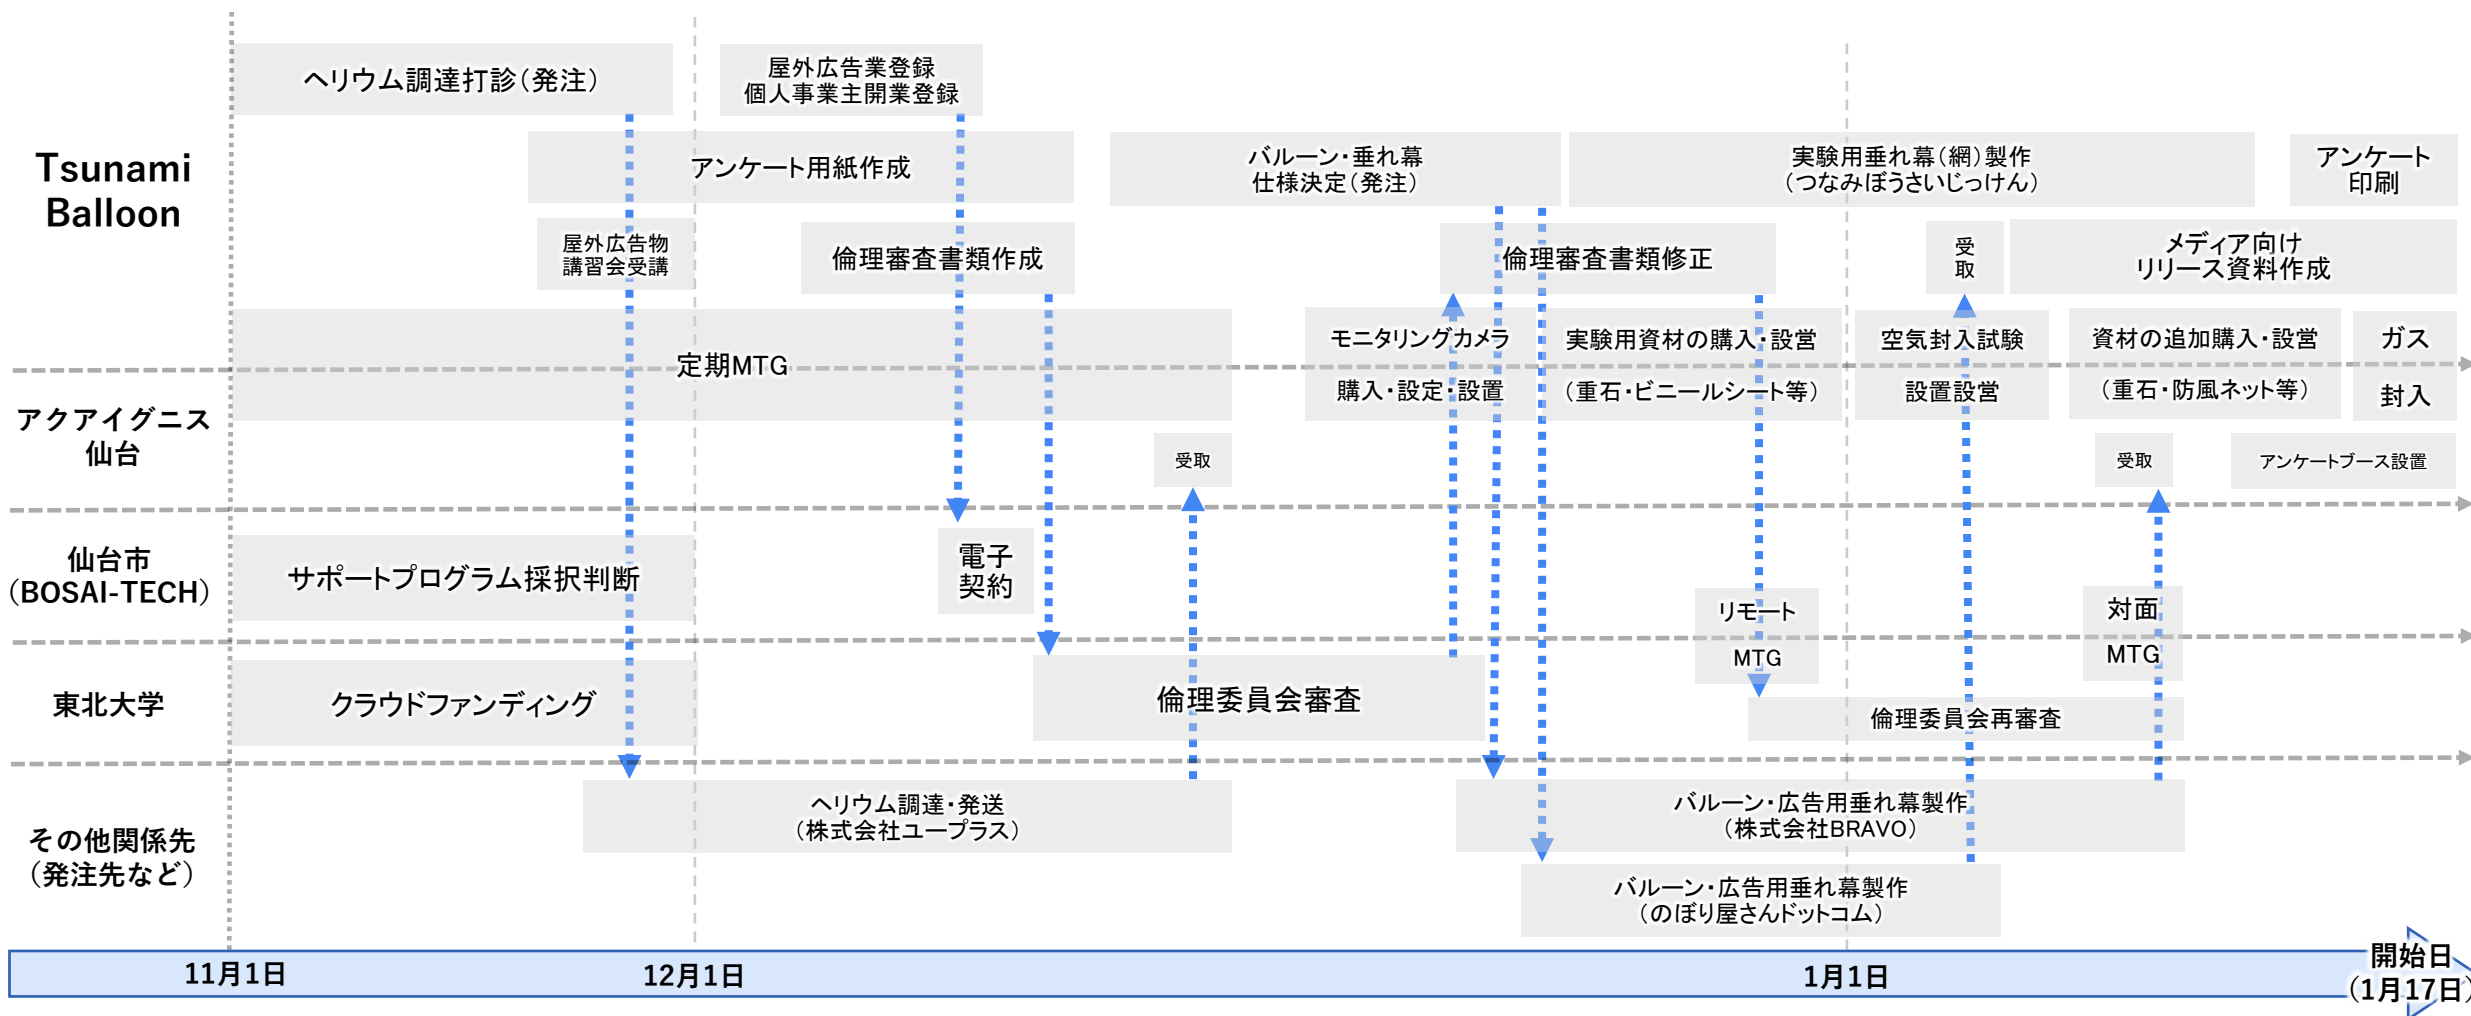 ヘリウム調達打診（発注）
屋外広告業登録
個人事業主開業登録
Tsunami
Balloon
アンケート用紙作成
バルーン・垂れ幕
仕様決定（発注）
実験用垂れ幕（網）製作
（つなみぼうさいじっけん）
アンケート
印刷
屋外広告物
講習会受講
倫理審査書類作成
倫理審査書類修正
受
取
メディア向け
リリース資料作成
定期MTG
モニタリングカメラ
購入・設定・設置
実験用資材の購入・設営
（重石・ビニールシート等）
空気封入試験
設置設営
資材の追加購入・設営
（重石・防風ネット等）
ガス
封入
アクアイグニス
仙台
受取
受取
アンケートブース設置
仙台市
（BOSAI-TECH）
サポートプログラム採択判断
電子
契約
リモート
MTG
対面
MTG
東北大学
クラウドファンディング
倫理委員会審査
倫理委員会再審査
その他関係先
（発注先など）
ヘリウム調達・発送
（株式会社ユープラス）
バルーン・広告用垂れ幕製作
（株式会社BRAVO）
バルーン・広告用垂れ幕製作
（のぼり屋さんドットコム）
11月1日
12月1日
1月1日
開始日
（1月17日）